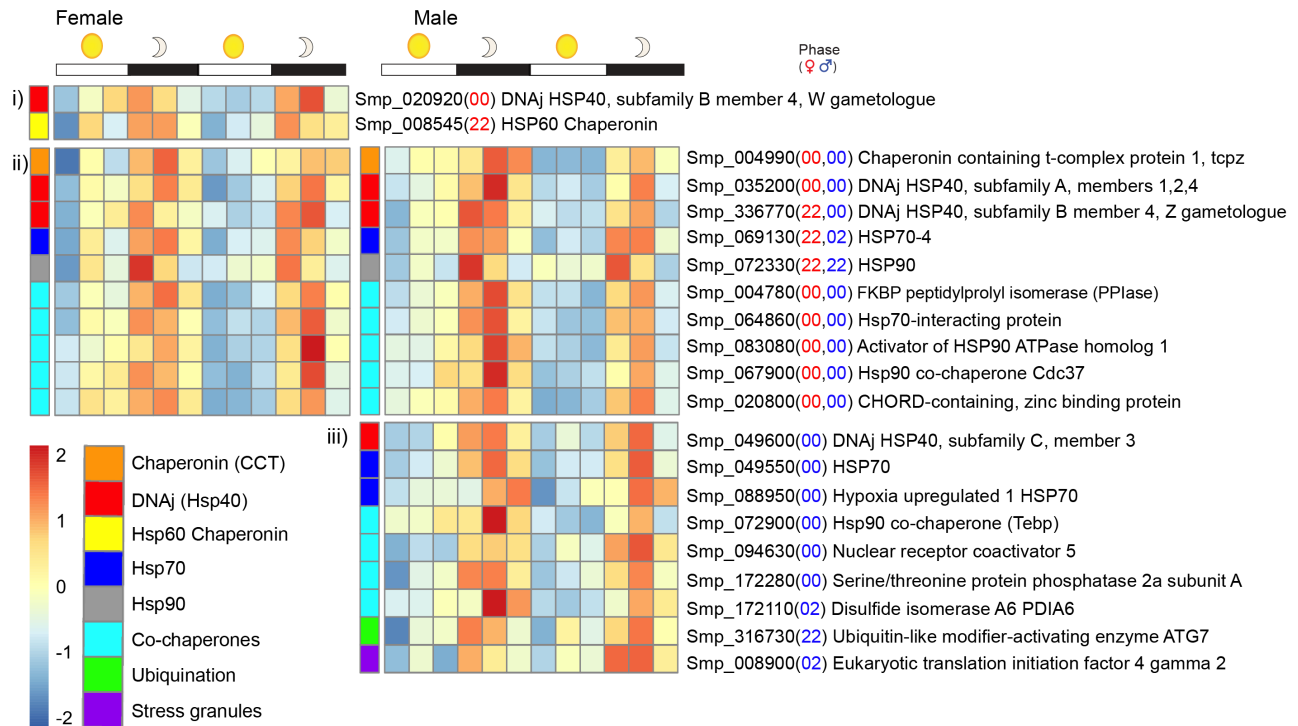 Female
Male
Phase
(♀♂)
i)
Smp_020920(00) DNAj HSP40, subfamily B member 4, W gametologue
Smp_008545(22) HSP60 Chaperonin
ii)
Smp_004990(00,00) Chaperonin containing t-complex protein 1, tcpz
Smp_035200(00,00) DNAj HSP40, subfamily A, members 1,2,4
Smp_336770(22,00) DNAj HSP40, subfamily B member 4, Z gametologue
Smp_069130(22,02) HSP70-4
Smp_072330(22,22) HSP90
Smp_004780(00,00) FKBP peptidylprolyl isomerase (PPIase)
Smp_064860(00,00) Hsp70-interacting protein
Smp_083080(00,00) Activator of HSP90 ATPase homolog 1
Smp_067900(00,00) Hsp90 co-chaperone Cdc37
Smp_020800(00,00) CHORD-containing, zinc binding protein
iii)
Smp_049600(00) DNAj HSP40, subfamily C, member 3
Smp_049550(00) HSP70
Smp_088950(00) Hypoxia upregulated 1 HSP70
Smp_072900(00) Hsp90 co-chaperone (Tebp)
Smp_094630(00) Nuclear receptor coactivator 5
Smp_172280(00) Serine/threonine protein phosphatase 2a subunit A
Smp_172110(02) Disulfide isomerase A6 PDIA6
Smp_316730(22) Ubiquitin-like modifier-activating enzyme ATG7
Smp_008900(02) Eukaryotic translation initiation factor 4 gamma 2
2
1
0
-1
-2
Chaperonin (CCT)
DNAj (Hsp40)
Hsp60 Chaperonin
Hsp70
Hsp90
Co-chaperones
Ubiquination
Stress granules